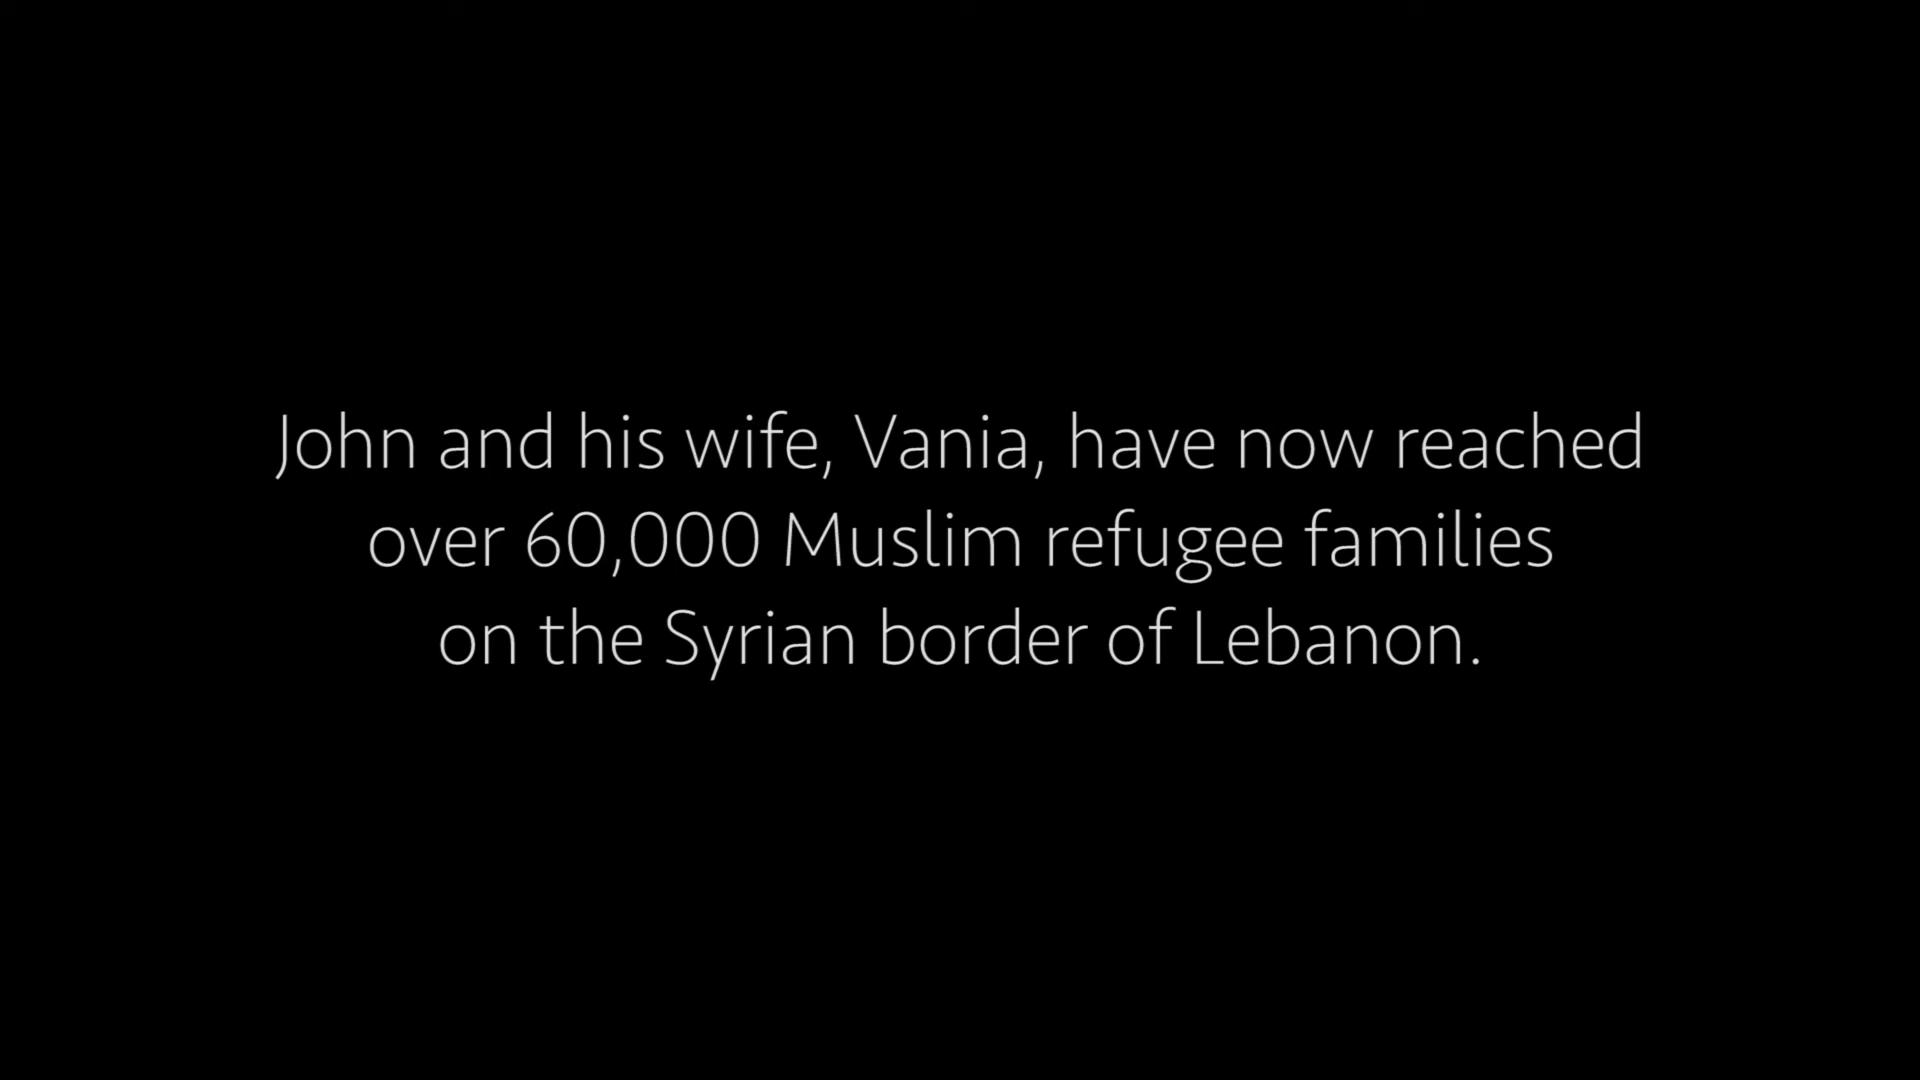 John and his wife, Vania, have now reached
over 60,000 Muslim refugee families
on the Syrian border of Lebanon.